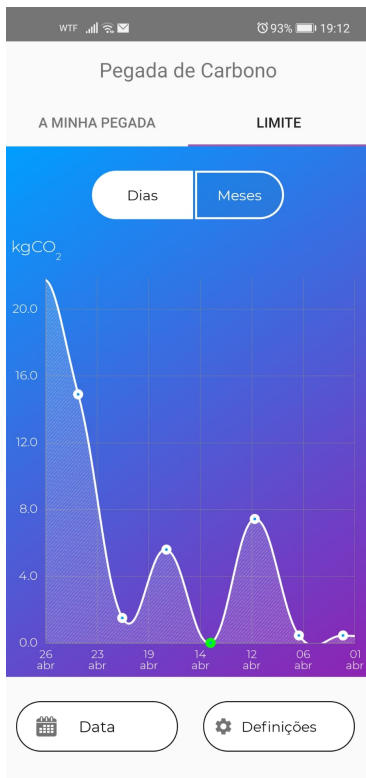 WTF 93% 19:12
Pegada de Carbono
A MINHA PEGADA LIMITE
Dias Meses
kgCO2
20.0
16.0
12.0
8.0
4.0
0.0
26 23 19 14 12 06 01
abr abr abr abr abr abr abr
Data Definições